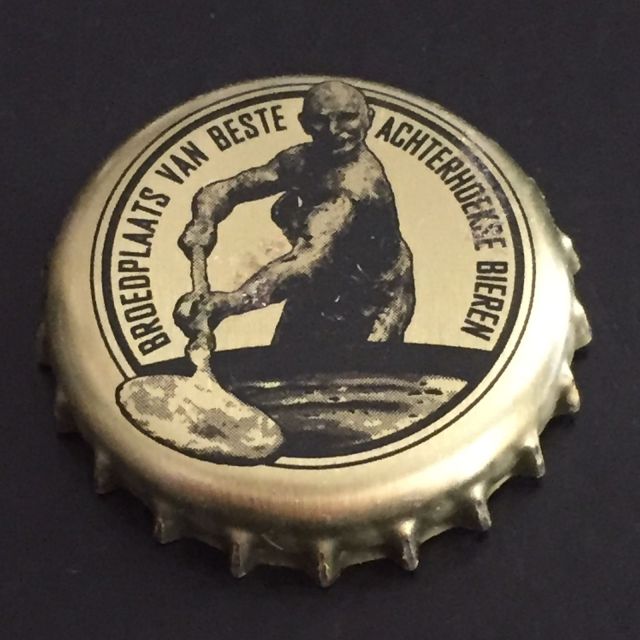 BROEDPLAATS VAN BESTE
ACHTERHOEKSE BIEREN